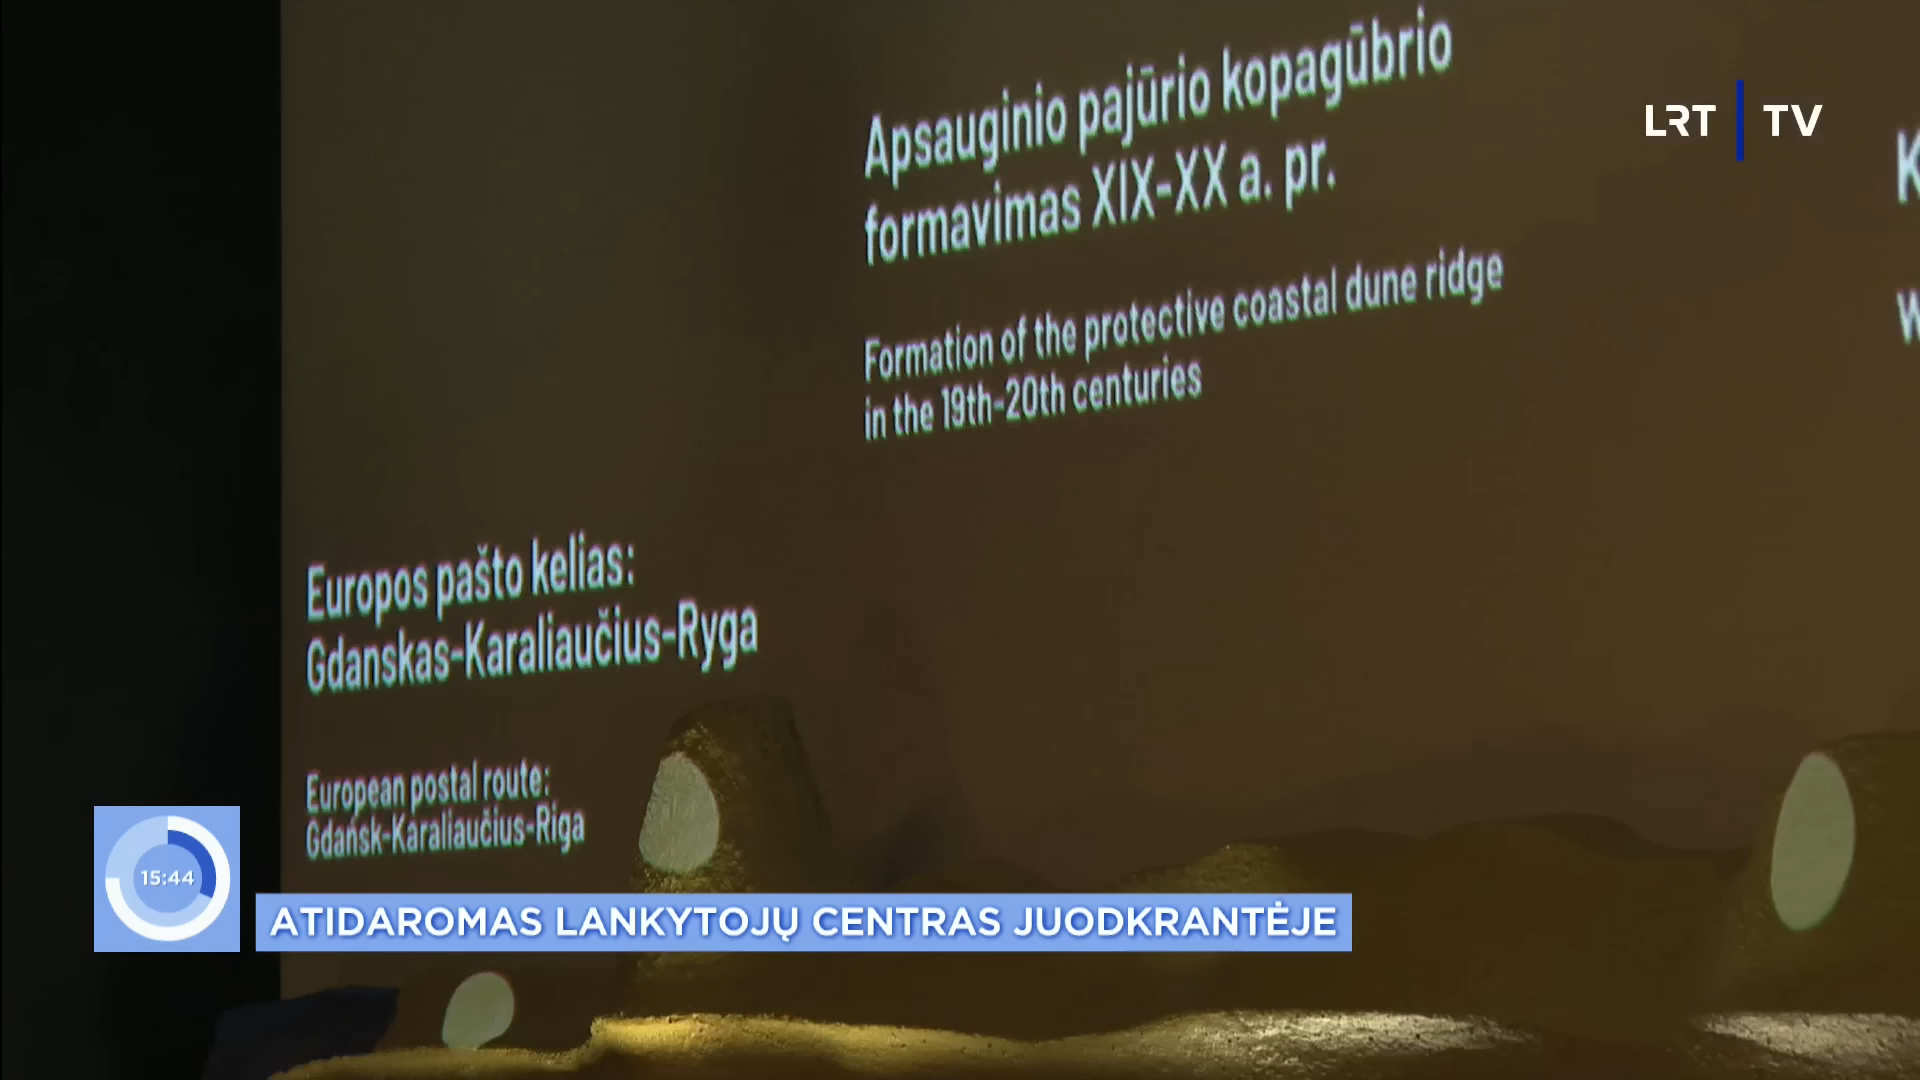 Apsauginio pajūrio kopagūbrio
formavimas XIX-XX a. pr.
Formation of the protective coastal dune ridge
in the 19th-20th centuries
LRT TV
Europos pašto kelias:
Gdanskas-Karaliaučius-Ryga
European postal route:
Gdańsk-Karaliaučius-Riga
15:44
ATIDAROMAS LANKYTOJŲ CENTRAS JUODKRANTĖJE